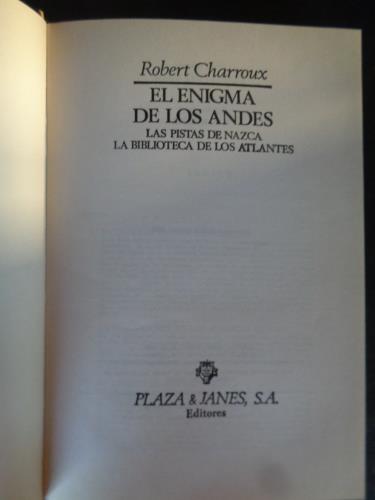 Robert Charroux
EL ENIGMA
DE LOS ANDES
LAS PISTAS DE NAZCA
LA BIBLIOTECA DE LOS ATLANTES
PLAZA & JANES, S.A.
Editores